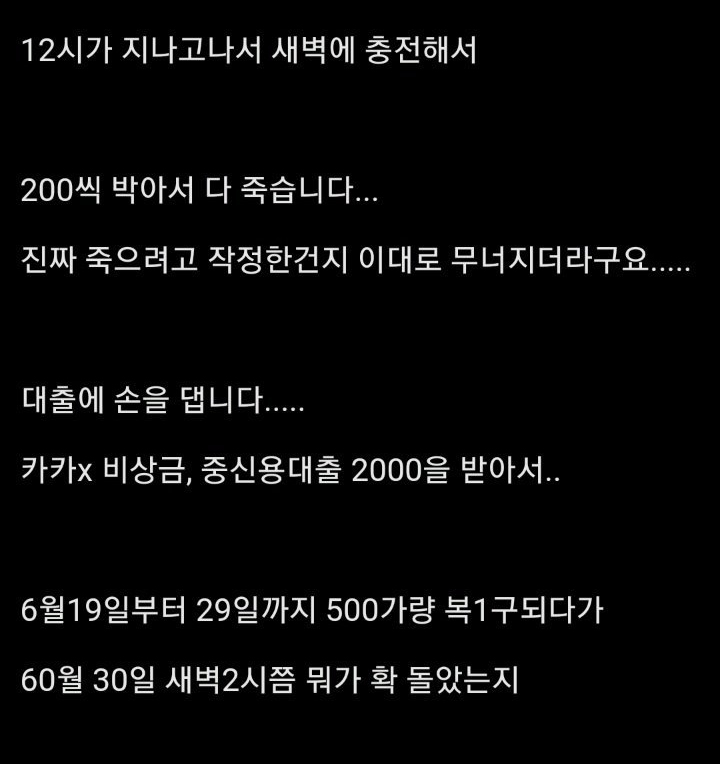 12시가 지나고나서 새벽에 충전해서
200씩 박아서 다 죽습니다...
진짜 죽으려고 작정한건지 이대로 무너지더라구요.....
대출에 손을 댑니다.....
카카x 비상금, 중신용대출 2000을 받아서..
6월19일부터 29일까지 500가량 복1구되다가
60월 30일 새벽2시쯤 뭐가 확 돌았는지